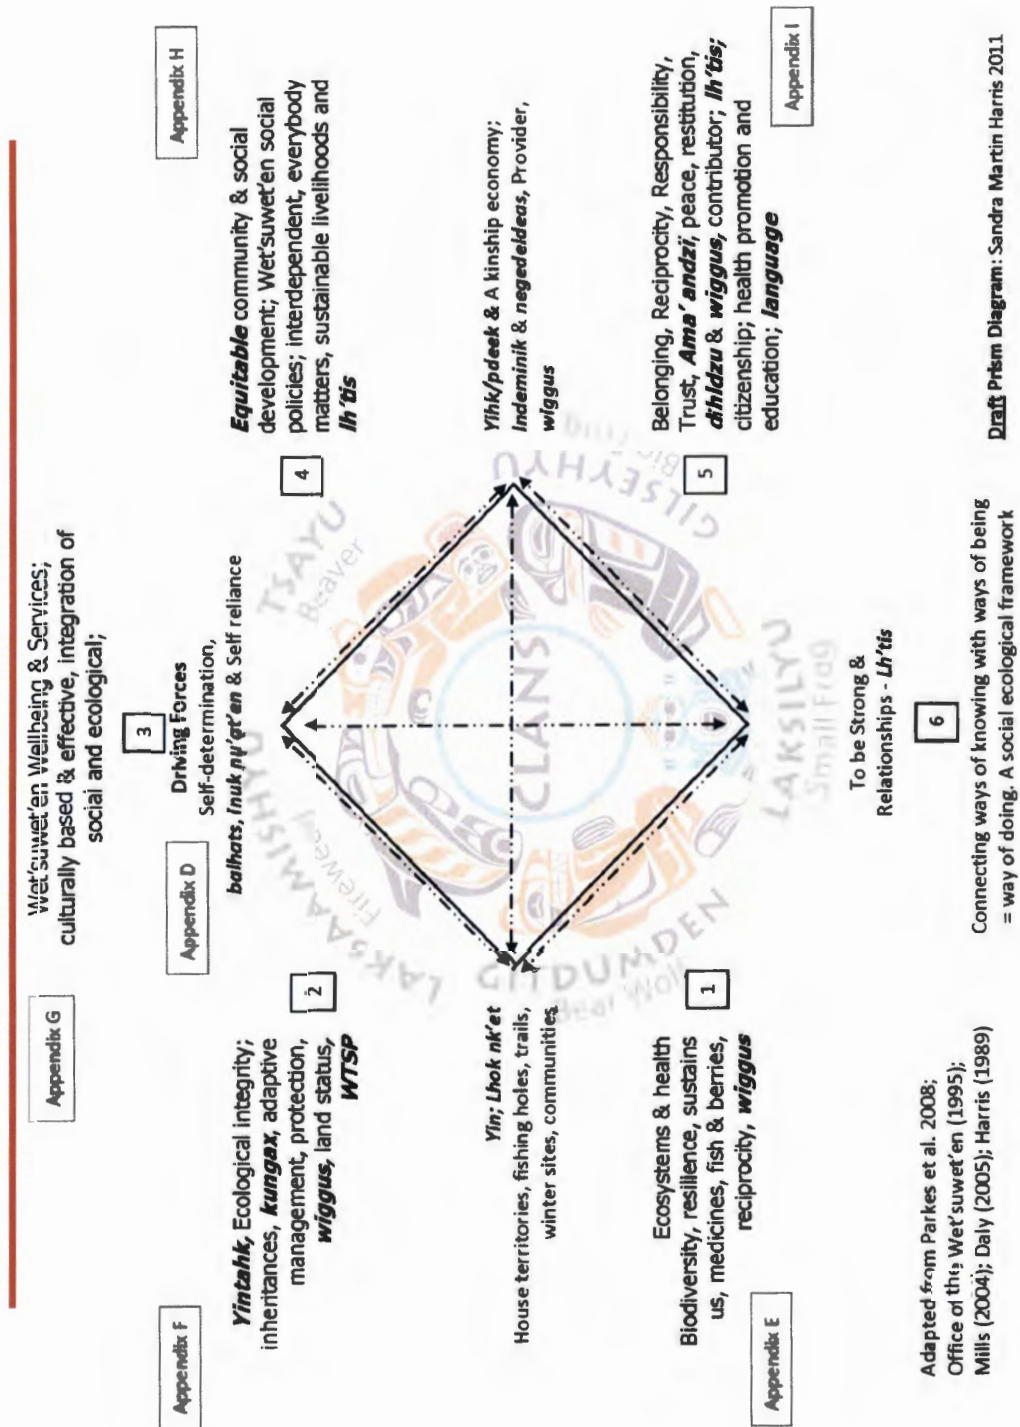 Appendix G
Wet'suwet'en Wellbeing & Services;
culturally based & effective, integration of
social and ecological;
3
Appendix F
Appendix D
Driving Forces
Self-determination,
balhats, Inuk nu'at'en & Self reliance
Appendix H
Yintahk, Ecological integrity;
inheritances, kungax, adaptive
management, protection,
wiggus, land status,
WTSP
2
4
Equitable community & social
development; Wet'suwet'en social
policies; interdependent, everybody
matters, sustainable livelihoods and
lh'tis
Yin; Lhok nk'et
House territories, fishing holes, trails,
winter sites, communities
Yihk/pdeek & A kinship economy;
Indeminik & negedeldeas, Provider,
wiggus
CLANS
LAKSAAMISHYU
Fireweed
TSAYU
Beaver
GILSEYHYU
Big Frog
LAKSILYU
Small Frog
GITDUMDEN
Bear Wolf
Ecosystems & health
Biodiversity, resilience, sustains
us, medicines, fish & berries,
reciprocity, wiggus
1
5
Belonging, Reciprocity, Responsibility,
Trust, Ama' andzï, peace, restitution,
dihldzu & wiggus, contributor; lh'tis;
citizenship; health promotion and
education; language
Appendix E
To be Strong &
Relationships - Lh'tis
Appendix I
6
Adapted from Parkes et al. 2008;
Office of the Wet'suwet'en (1995);
Mills (2004); Daly (2005); Harris (1989)
Connecting ways of knowing with ways of being
= way of doing. A social ecological framework
Draft Prism Diagram: Sandra Martin Harris 2011